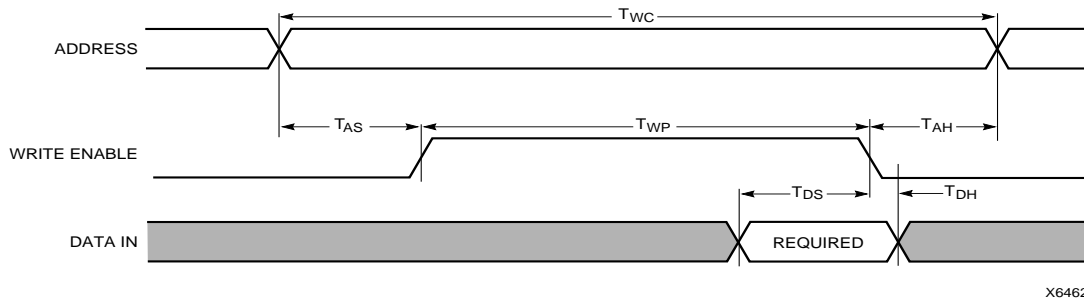 TWC
ADDRESS
TAS
TWP
TAH
WRITE ENABLE
TDS
TDH
DATA IN
REQUIRED
X6462